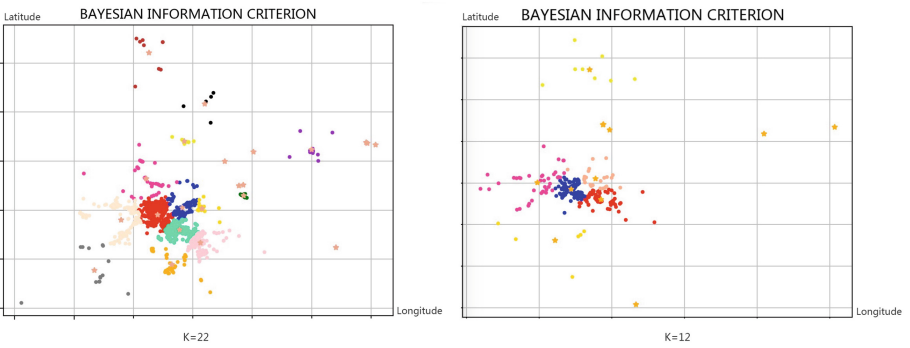 BAYESIAN INFORMATION CRITERION
Latitude
Longitude
K=22
BAYESIAN INFORMATION CRITERION
Latitude
Longitude
K=12